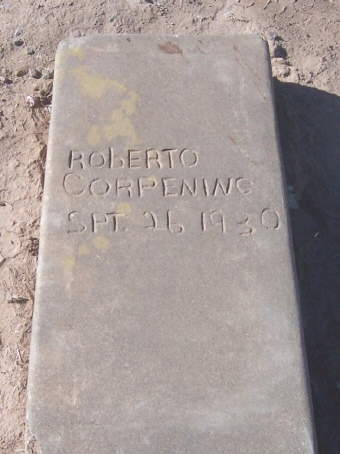 ROBERTO
CORPENING
SPT. 26 1930